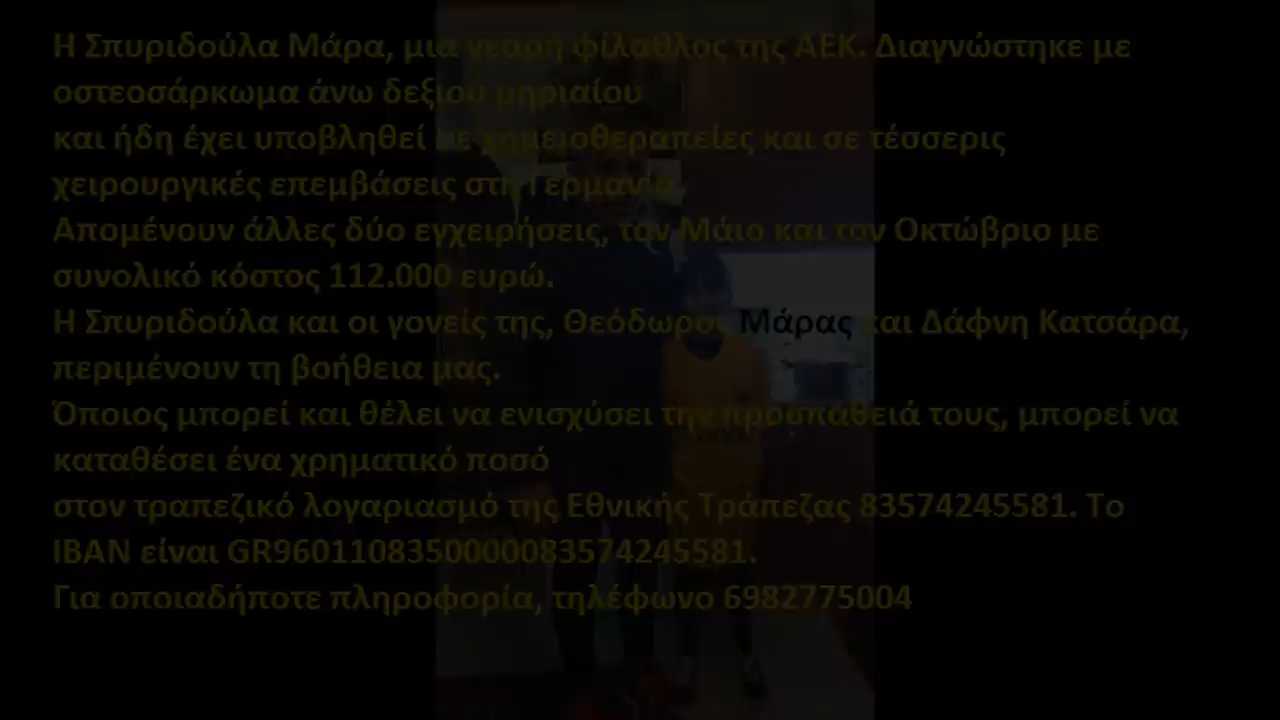 Η Σπυριδούλα Μάρα, μια νεαρή φίλαθλος της ΑΕΚ. Διαγνώστηκε με
οστεοσάρκωμα άνω δεξιού μηριαίου
και ήδη έχει υποβληθεί σε χημειοθεραπείες και σε τέσσερις
χειρουργικές επεμβάσεις στη Γερμανία.
Απομένουν άλλες δύο εγχειρήσεις, τον Μάιο και τον Οκτώβριο με
συνολικό κόστος 112.000 ευρώ.
Η Σπυριδούλα και οι γονείς της, Θεόδωρος Μάρας και Δάφνη Κατσάρα,
περιμένουν τη βοήθεια μας.
Όποιος μπορεί και θέλει να ενισχύσει την προσπάθειά τους, μπορεί να
καταθέσει ένα χρηματικό ποσό
στον τραπεζικό λογαριασμό της Εθνικής Τράπεζας 83574245581. Το
IBAN είναι GR9601108350000083574245581.
Για οποιαδήποτε πληροφορία, τηλέφωνο 6982775004